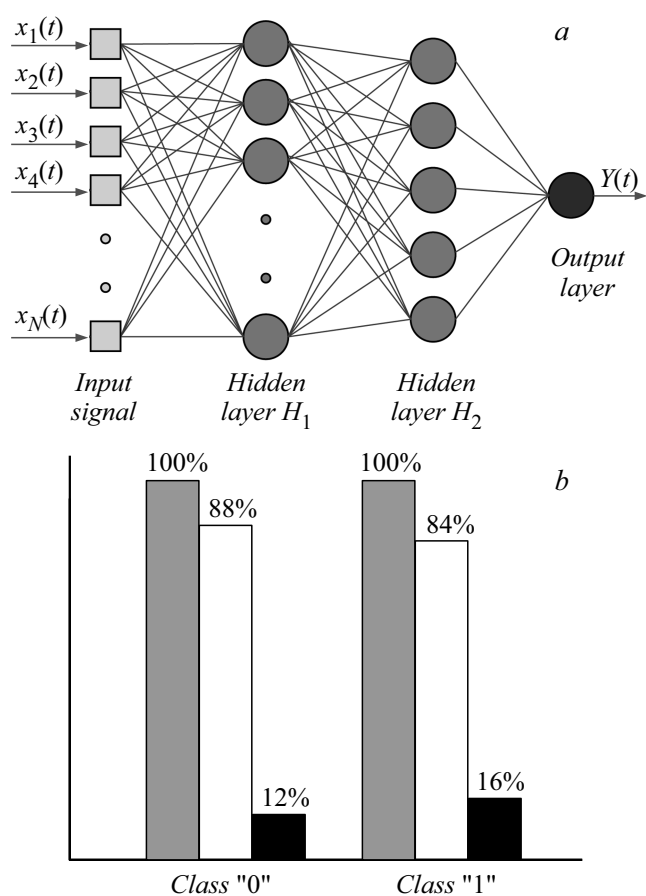 x1(t)
a
x2(t)
x3(t)
x4(t)
Y(t)
Output
layer
xN(t)
Input
signal
Hidden
layer H1
Hidden
layer H2
b
100%
88%
12%
100%
84%
16%
Class "0"
Class "1"